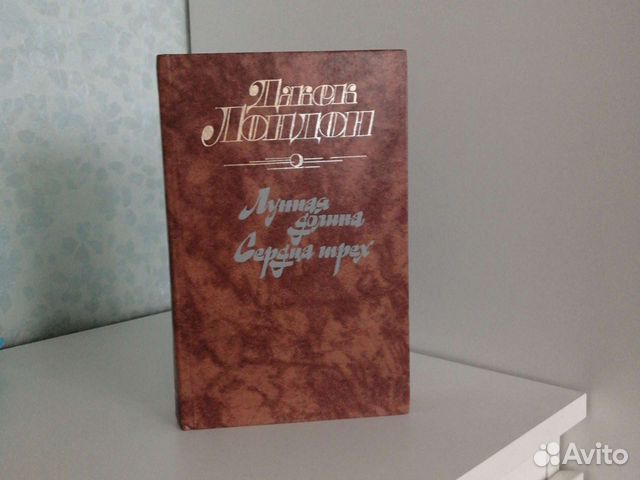 Джек
Лондон
Лунная
долина
Сердца трех
Avito